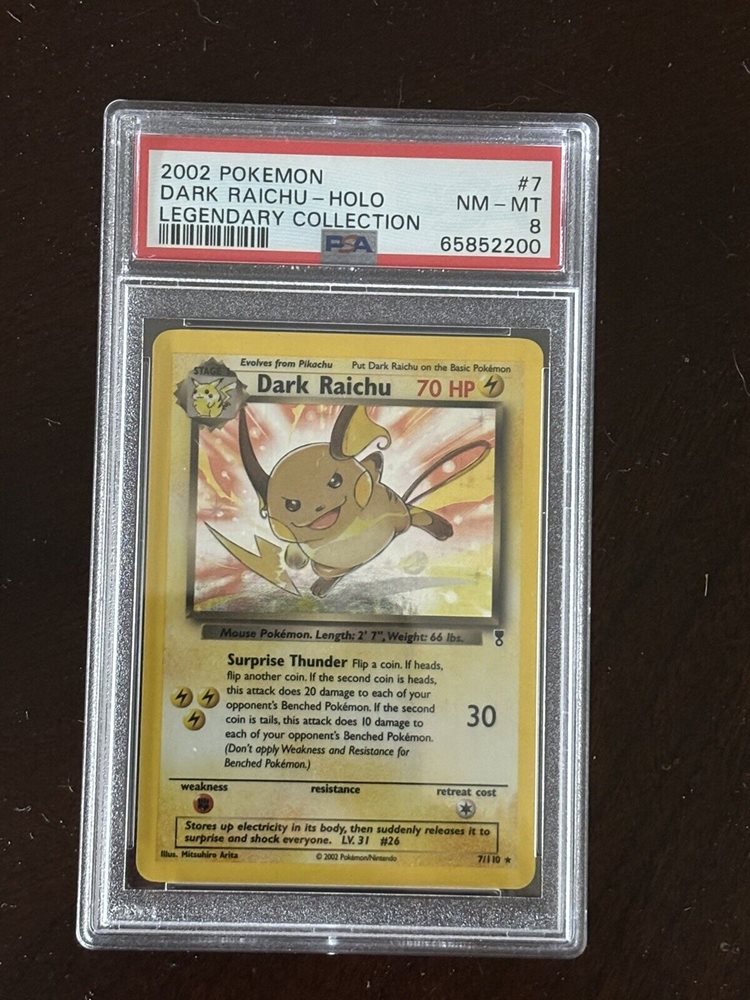 2002 POKEMON #7
DARK RAICHU - HOLO NM - MT
LEGENDARY COLLECTION 8
PSA 65852200
Evolves from Pikachu Put Dark Raichu on the Basic Pokémon
STAGE
Dark Raichu 70 HP
Mouse Pokémon. Length: 2' 7", Weight: 66 lbs.
Surprise Thunder Flip a coin. If heads,
flip another coin. If the second coin is heads,
this attack does 20 damage to each of your
opponent's Benched Pokémon. If the second
coin is tails, this attack does 10 damage to
each of your opponent's Benched Pokémon.
(Don't apply Weakness and Resistance for
Benched Pokémon.)
30
weakness resistance retreat cost
Stores up electricity in its body, then suddenly releases it to
surprise and shock everyone. LV. 31 #26
Illus. Mitsuhiro Arita © 2002 Pokémon/Nintendo 7/110 ★